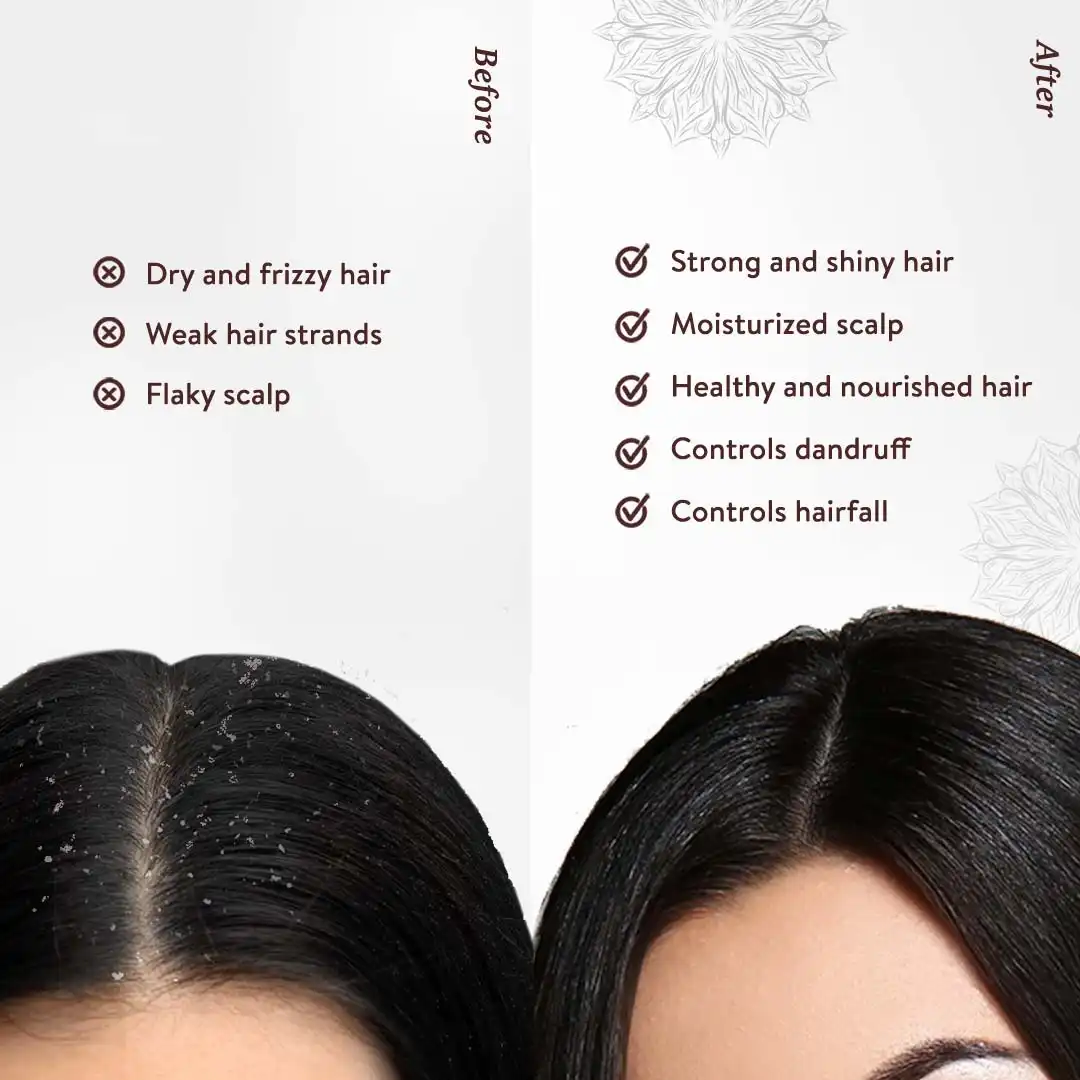 Before
Dry and frizzy hair
Weak hair strands
Flaky scalp
After
Strong and shiny hair
Moisturized scalp
Healthy and nourished hair
Controls dandruff
Controls hairfall